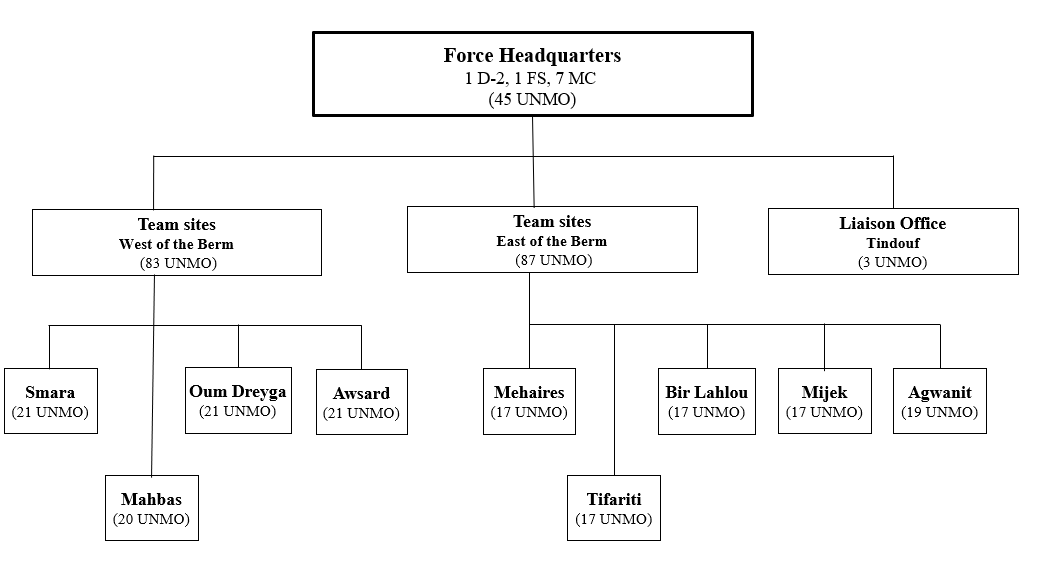 Force Headquarters
1 D-2, 1 FS, 7 MC
(45 UNMO)
Team sites
West of the Berm
(83 UNMO)
Team sites
East of the Berm
(87 UNMO)
Liaison Office
Tindouf
(3 UNMO)
Smara
(21 UNMO)
Oum Dreyga
(21 UNMO)
Awsard
(21 UNMO)
Mehaires
(17 UNMO)
Bir Lahlou
(17 UNMO)
Mijek
(17 UNMO)
Agwanit
(19 UNMO)
Mahbas
(20 UNMO)
Tifariti
(17 UNMO)